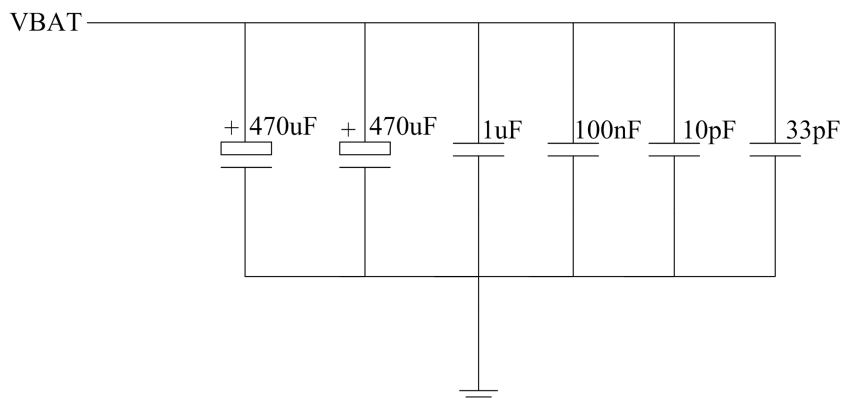 VBAT
+ 470uF
+ 470uF
1uF
100nF
10pF
33pF